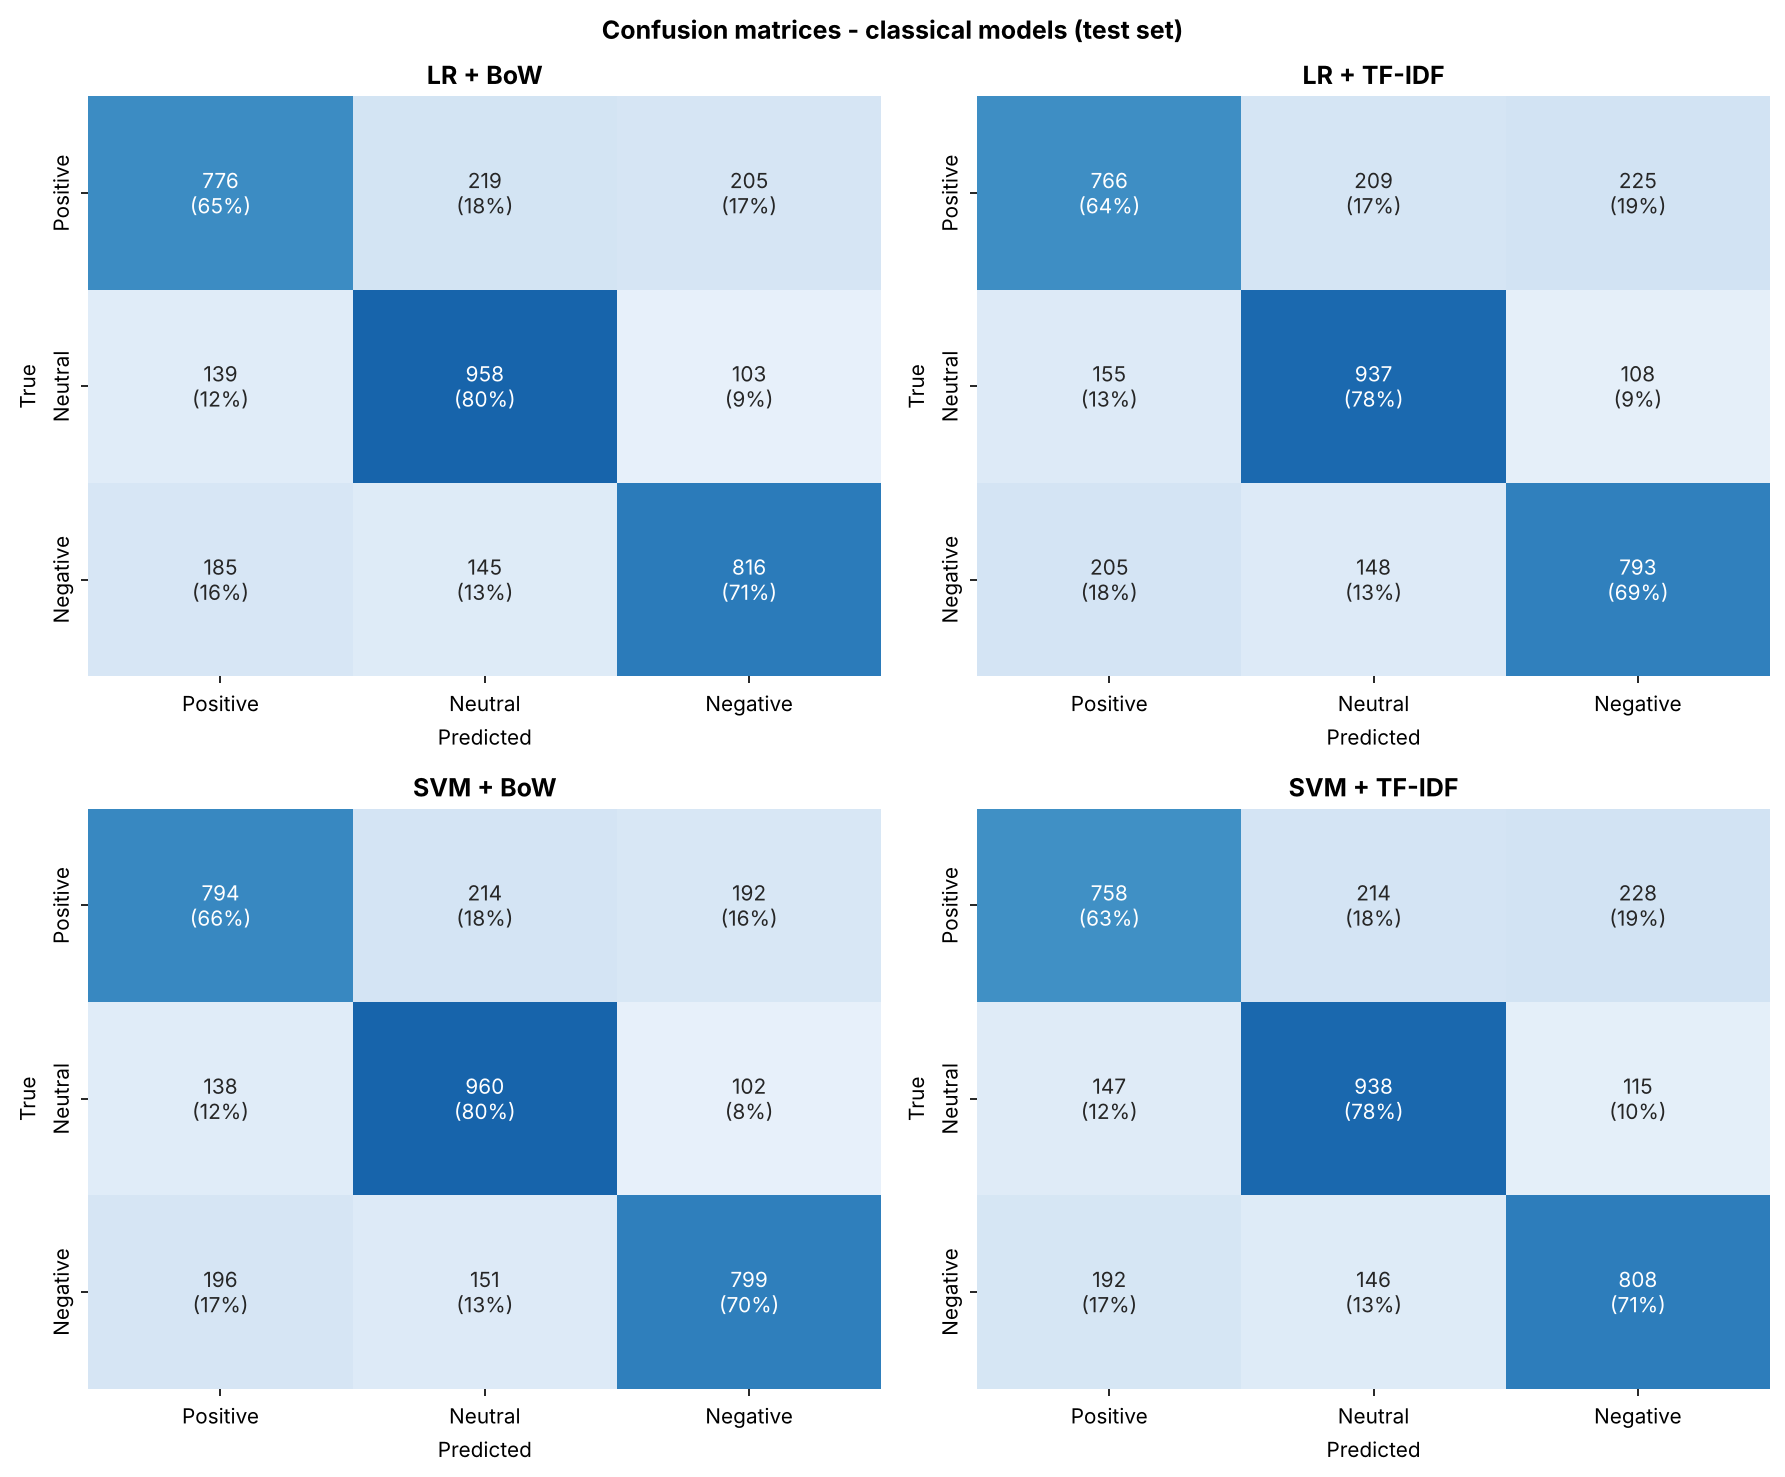 Confusion matrices - classical models (test set)
LR + BoW
True
Positive
776 219 205
(65%) (18%) (17%)
Neutral
139 958 103
(12%) (80%) (9%)
Negative
185 145 816
(16%) (13%) (71%)
Positive Neutral Negative
Predicted
LR + TF-IDF
True
Positive
766 209 225
(64%) (17%) (19%)
Neutral
155 937 108
(13%) (78%) (9%)
Negative
205 148 793
(18%) (13%) (69%)
Positive Neutral Negative
Predicted
SVM + BoW
True
Positive
794 214 192
(66%) (18%) (16%)
Neutral
138 960 102
(12%) (80%) (8%)
Negative
196 151 799
(17%) (13%) (70%)
Positive Neutral Negative
Predicted
SVM + TF-IDF
True
Positive
758 214 228
(63%) (18%) (19%)
Neutral
147 938 115
(12%) (78%) (10%)
Negative
192 146 808
(17%) (13%) (71%)
Positive Neutral Negative
Predicted